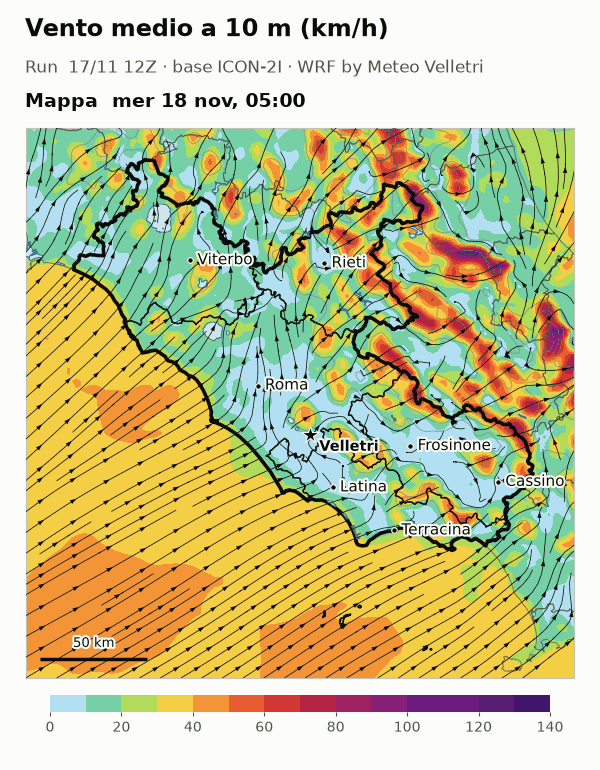 Vento medio a 10 m (km/h)
Run  17/11 12Z · base ICON-2I · WRF by Meteo Velletri
Mappa  mer 18 nov, 05:00
Viterbo
Rieti
Roma
Velletri
Frosinone
Latina
Cassino
Terracina
50 km
0 20 40 60 80 100 120 140